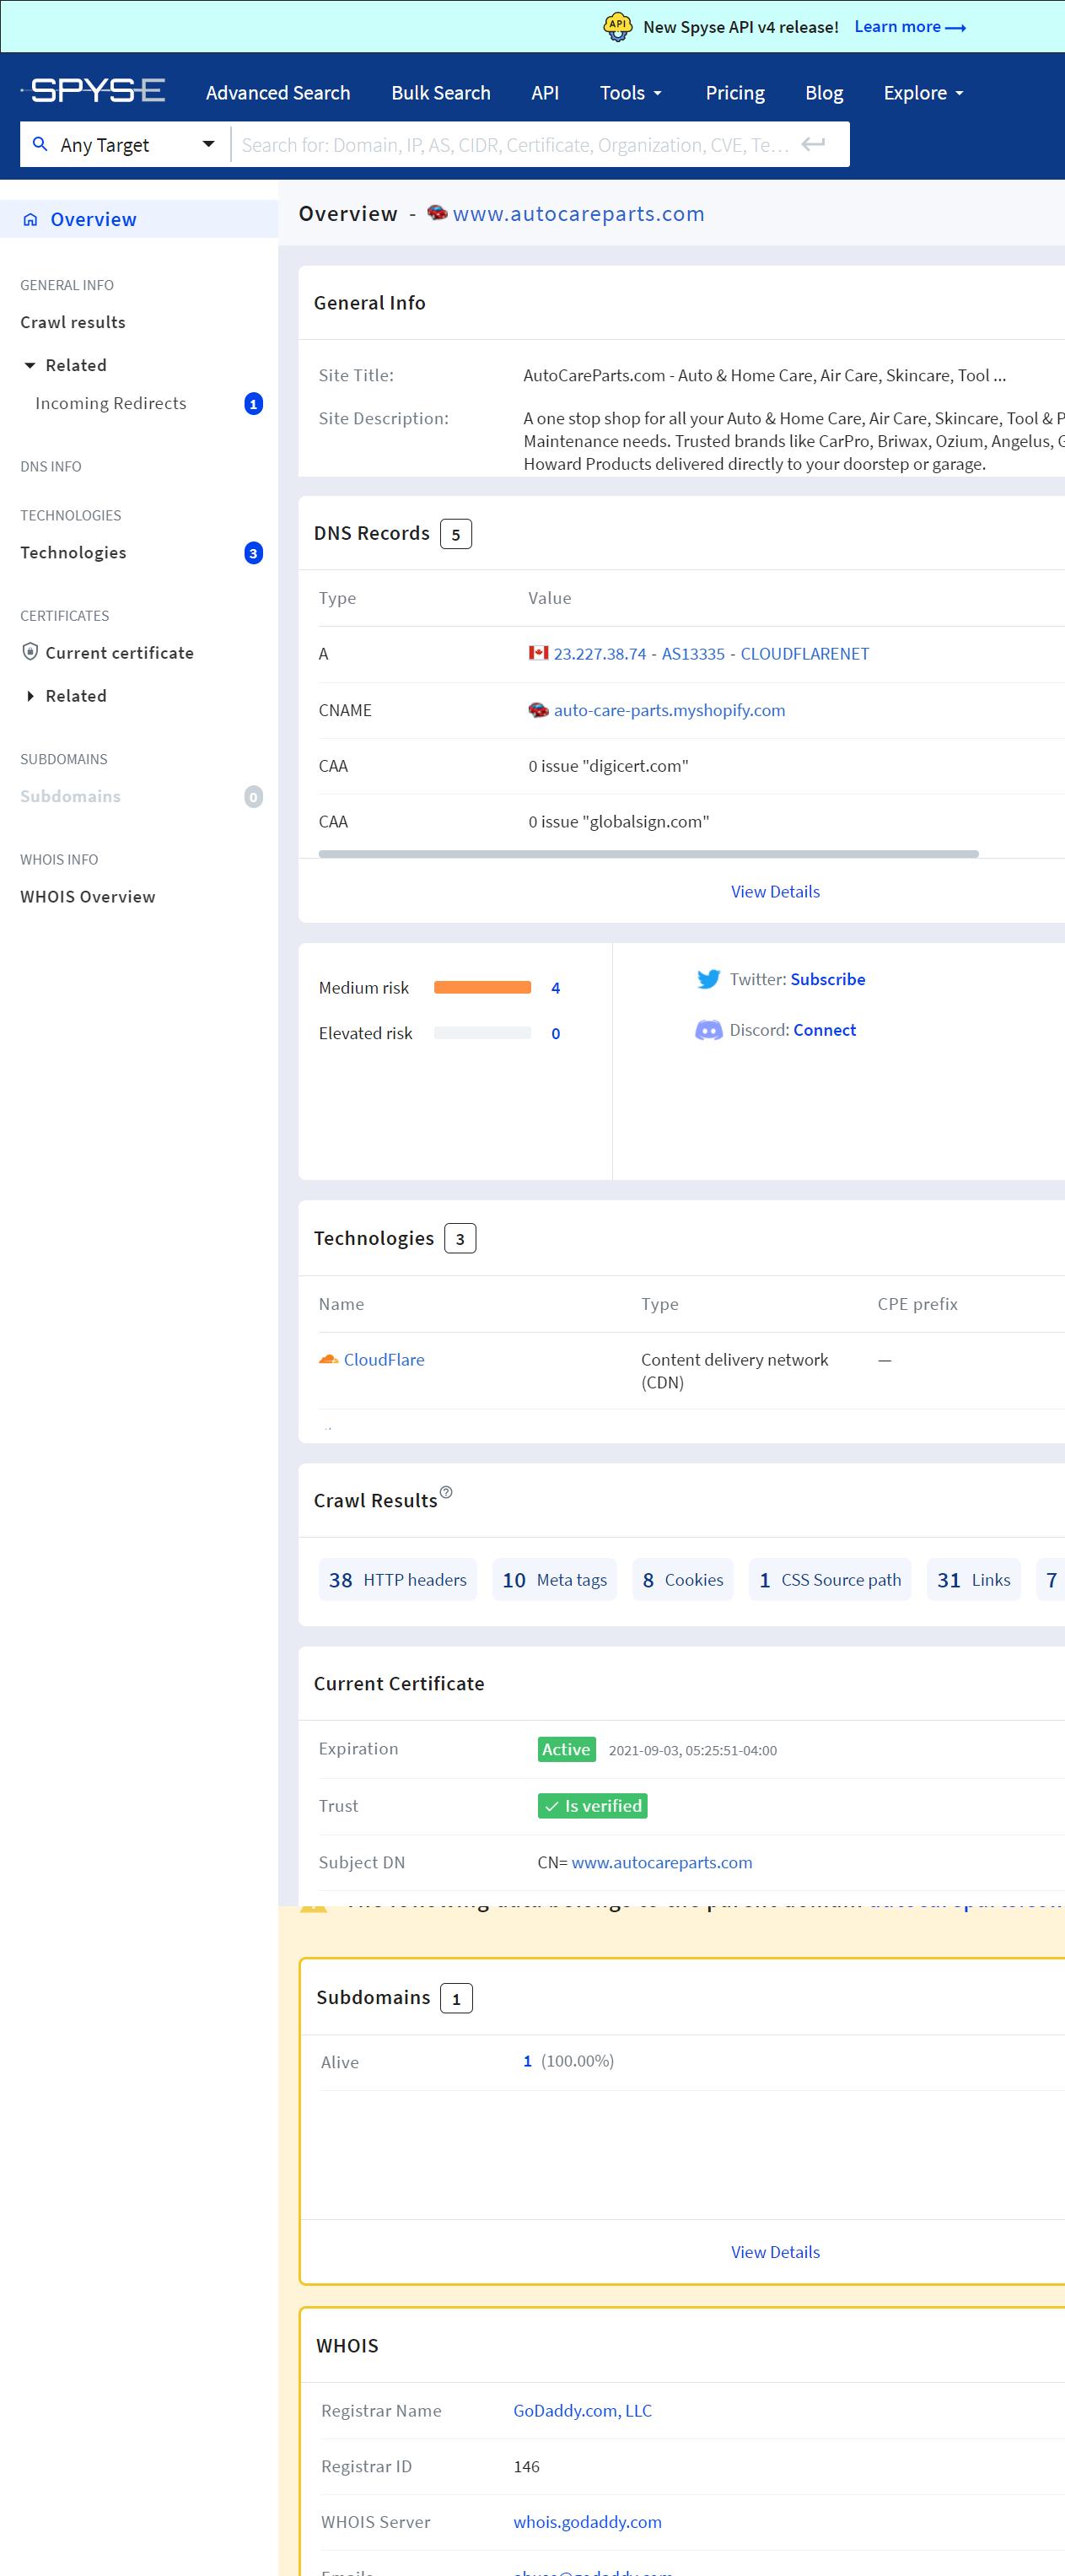 API New Spyse API v4 release! Learn more
SPYSE Advanced Search Bulk Search API Tools Pricing Blog Explore
Any Target Search for: Domain, IP, AS, CIDR, Certificate, Organization, CVE, Te…
Overview
GENERAL INFO
Crawl results
Related
Incoming Redirects 1
DNS INFO
TECHNOLOGIES
Technologies 3
CERTIFICATES
Current certificate
Related
SUBDOMAINS
Subdomains 0
WHOIS INFO
WHOIS Overview
Overview - www.autocareparts.com
General Info
Site Title: AutoCareParts.com - Auto & Home Care, Air Care, Skincare, Tool ...
Site Description: A one stop shop for all your Auto & Home Care, Air Care, Skincare, Tool & P
Maintenance needs. Trusted brands like CarPro, Briwax, Ozium, Angelus, G
Howard Products delivered directly to your doorstep or garage.
DNS Records 5
Type Value
A 23.227.38.74 - AS13335 - CLOUDFLARENET
CNAME auto-care-parts.myshopify.com
CAA 0 issue "digicert.com"
CAA 0 issue "globalsign.com"
View Details
Medium risk 4
Elevated risk 0
Twitter: Subscribe
Discord: Connect
Technologies 3
Name Type CPE prefix
CloudFlare Content delivery network —
(CDN)
Crawl Results
38 HTTP headers 10 Meta tags 8 Cookies 1 CSS Source path 31 Links 7
Current Certificate
Expiration Active 2021-09-03, 05:25:51-04:00
Trust Is verified
Subject DN CN= www.autocareparts.com
The following data belongs to the parent domain
Subdomains 1
Alive 1 (100.00%)
View Details
WHOIS
Registrar Name GoDaddy.com, LLC
Registrar ID 146
WHOIS Server whois.godaddy.com